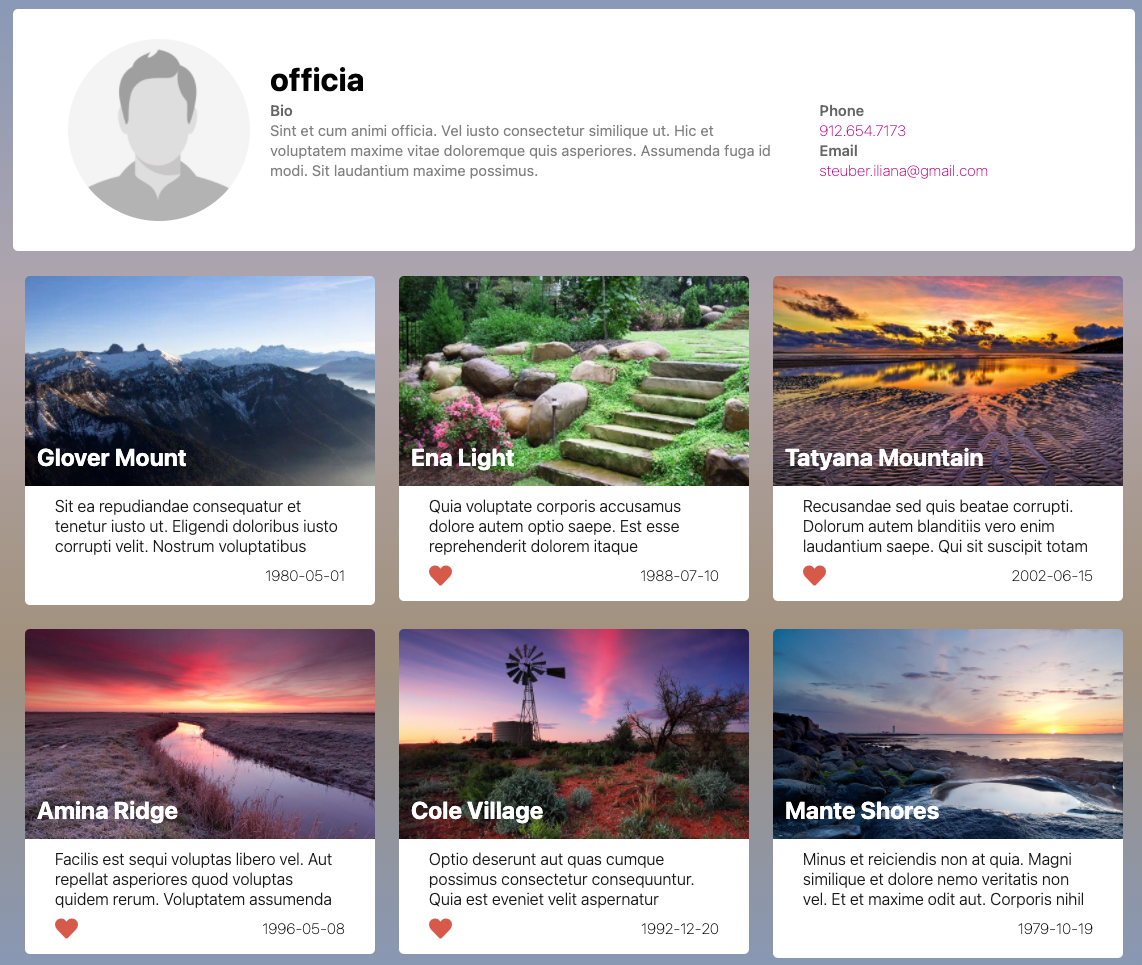 officia
Bio
Sint et cum animi officia. Vel iusto consectetur similique ut. Hic et
voluptatem maxime vitae doloremque quis asperiores. Assumenda fuga id
modi. Sit laudantium maxime possimus.
Phone
912.654.7173
Email
steuber.iliana@gmail.com
Glover Mount
Sit ea repudiandae consequatur et
tenetur iusto ut. Eligendi doloribus iusto
corrupti velit. Nostrum voluptatibus
1980-05-01
Ena Light
Quia voluptate corporis accusamus
dolore autem optio saepe. Est esse
reprehenderit dolorem itaque
1988-07-10
Tatyana Mountain
Recusandae sed quis beatae corrupti.
Dolorum autem blanditiis vero enim
laudantium saepe. Qui sit suscipit totam
2002-06-15
Amina Ridge
Facilis est sequi voluptas libero vel. Aut
repellat asperiores quod voluptas
quidem rerum. Voluptatem assumenda
1996-05-08
Cole Village
Optio deserunt aut quas cumque
possimus consectetur consequuntur.
Quia est eveniet velit aspernatur
1992-12-20
Mante Shores
Minus et reiciendis non at quia. Magni
similique et dolore nemo veritatis non
vel. Et et maxime odit aut. Corporis nihil
1979-10-19